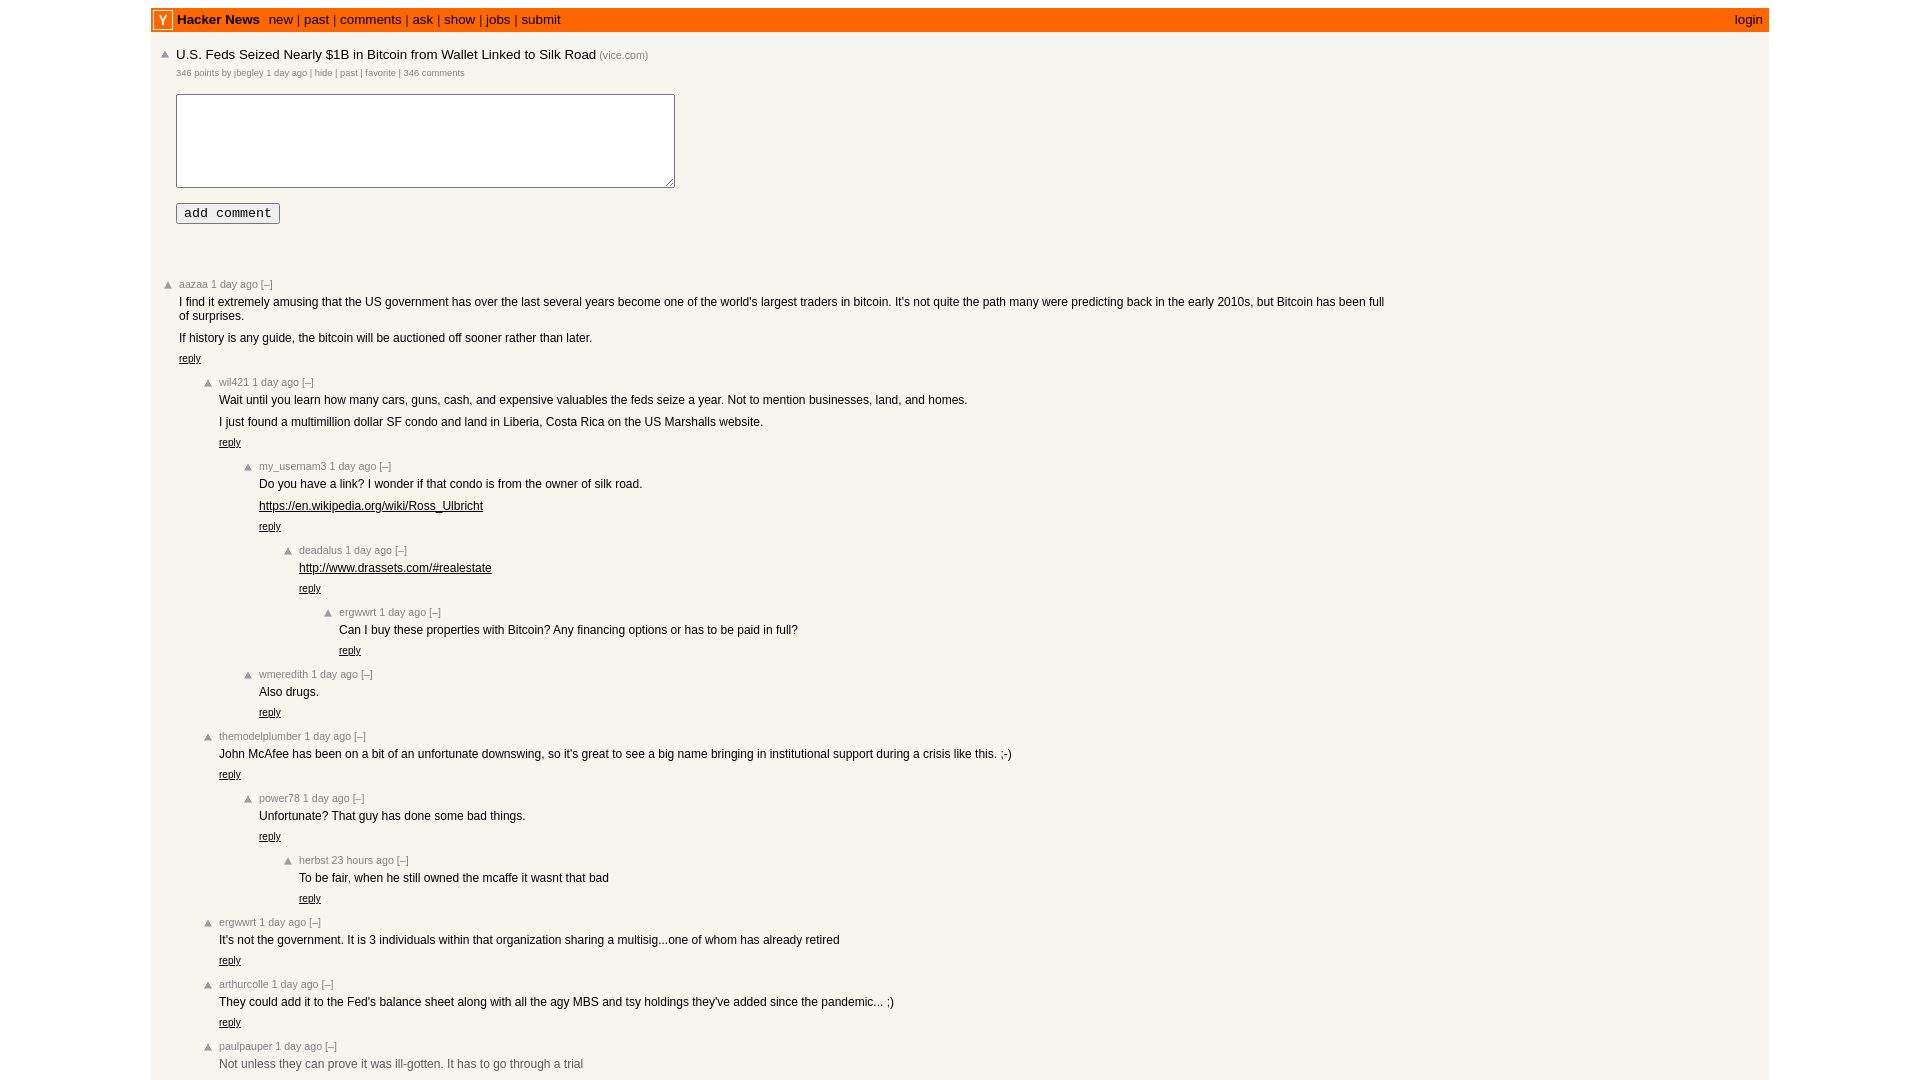 Y Hacker News new | past | comments | ask | show | jobs | submit login
U.S. Feds Seized Nearly $1B in Bitcoin from Wallet Linked to Silk Road (vice.com)
346 points by jbegley 1 day ago | hide | past | favorite | 346 comments
add comment
aazaa 1 day ago [–]
I find it extremely amusing that the US government has over the last several years become one of the world's largest traders in bitcoin. It's not quite the path many were predicting back in the early 2010s, but Bitcoin has been full
of surprises.
If history is any guide, the bitcoin will be auctioned off sooner rather than later.
reply
wil421 1 day ago [–]
Wait until you learn how many cars, guns, cash, and expensive valuables the feds seize a year. Not to mention businesses, land, and homes.
I just found a multimillion dollar SF condo and land in Liberia, Costa Rica on the US Marshalls website.
reply
my_usernam3 1 day ago [–]
Do you have a link? I wonder if that condo is from the owner of silk road.
https://en.wikipedia.org/wiki/Ross_Ulbricht
reply
deadalus 1 day ago [–]
http://www.drassets.com/#realestate
reply
ergwwrt 1 day ago [–]
Can I buy these properties with Bitcoin? Any financing options or has to be paid in full?
reply
wmeredith 1 day ago [–]
Also drugs.
reply
themodelplumber 1 day ago [–]
John McAfee has been on a bit of an unfortunate downswing, so it's great to see a big name bringing in institutional support during a crisis like this. ;-)
reply
power78 1 day ago [–]
Unfortunate? That guy has done some bad things.
reply
herbst 23 hours ago [–]
To be fair, when he still owned the mcaffe it wasnt that bad
reply
ergwwrt 1 day ago [–]
It's not the government. It is 3 individuals within that organization sharing a multisig...one of whom has already retired
reply
arthurcolle 1 day ago [–]
They could add it to the Fed's balance sheet along with all the agy MBS and tsy holdings they've added since the pandemic... ;)
reply
paulpauper 1 day ago [–]
Not unless they can prove it was ill-gotten. It has to go through a trial